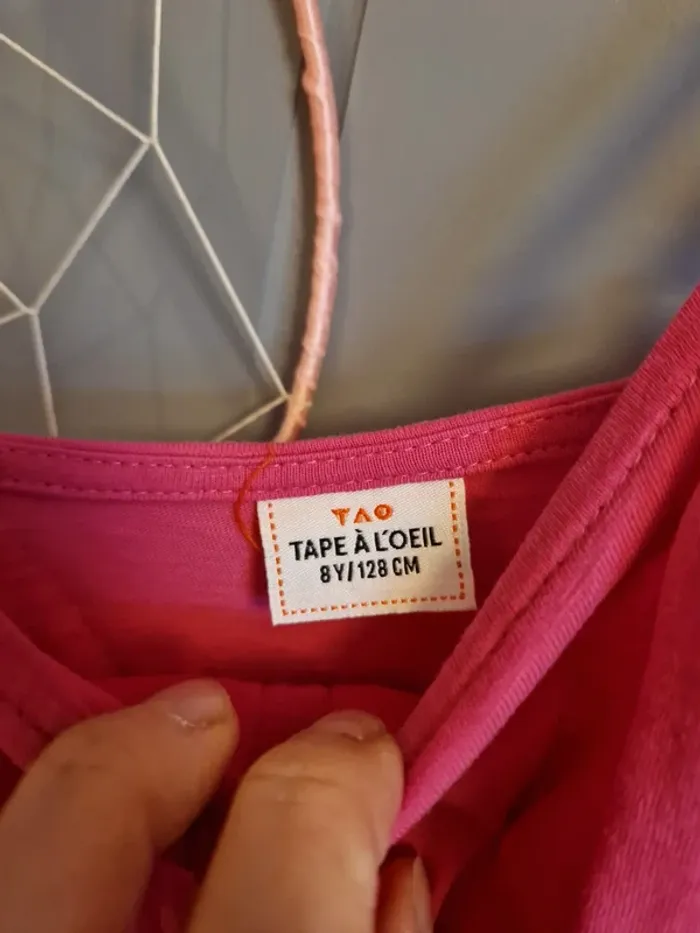 TAO
TAPE À L'OEIL
8Y/128 CM